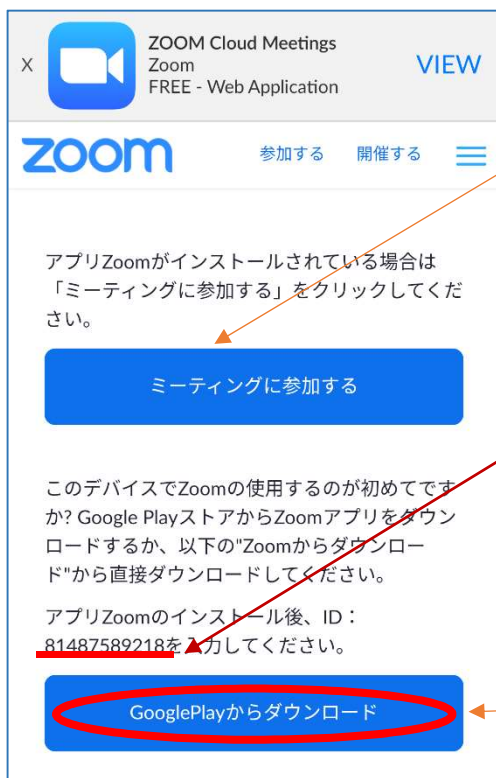 X
ZOOM Cloud Meetings
Zoom
FREE - Web Application
VIEW
zoom 参加する 開催する
アプリZoomがインストールされている場合は
「ミーティングに参加する」をクリックしてくだ
さい。
ミーティングに参加する
このデバイスでZoomの使用するのが初めてです
か? Google PlayストアからZoomアプリをダウン
ロードするか、以下の"Zoomからダウンロー
ド"から直接ダウンロードしてください。
アプリZoomのインストール後、ID：
81487589218を入力してください。
GooglePlayからダウンロード